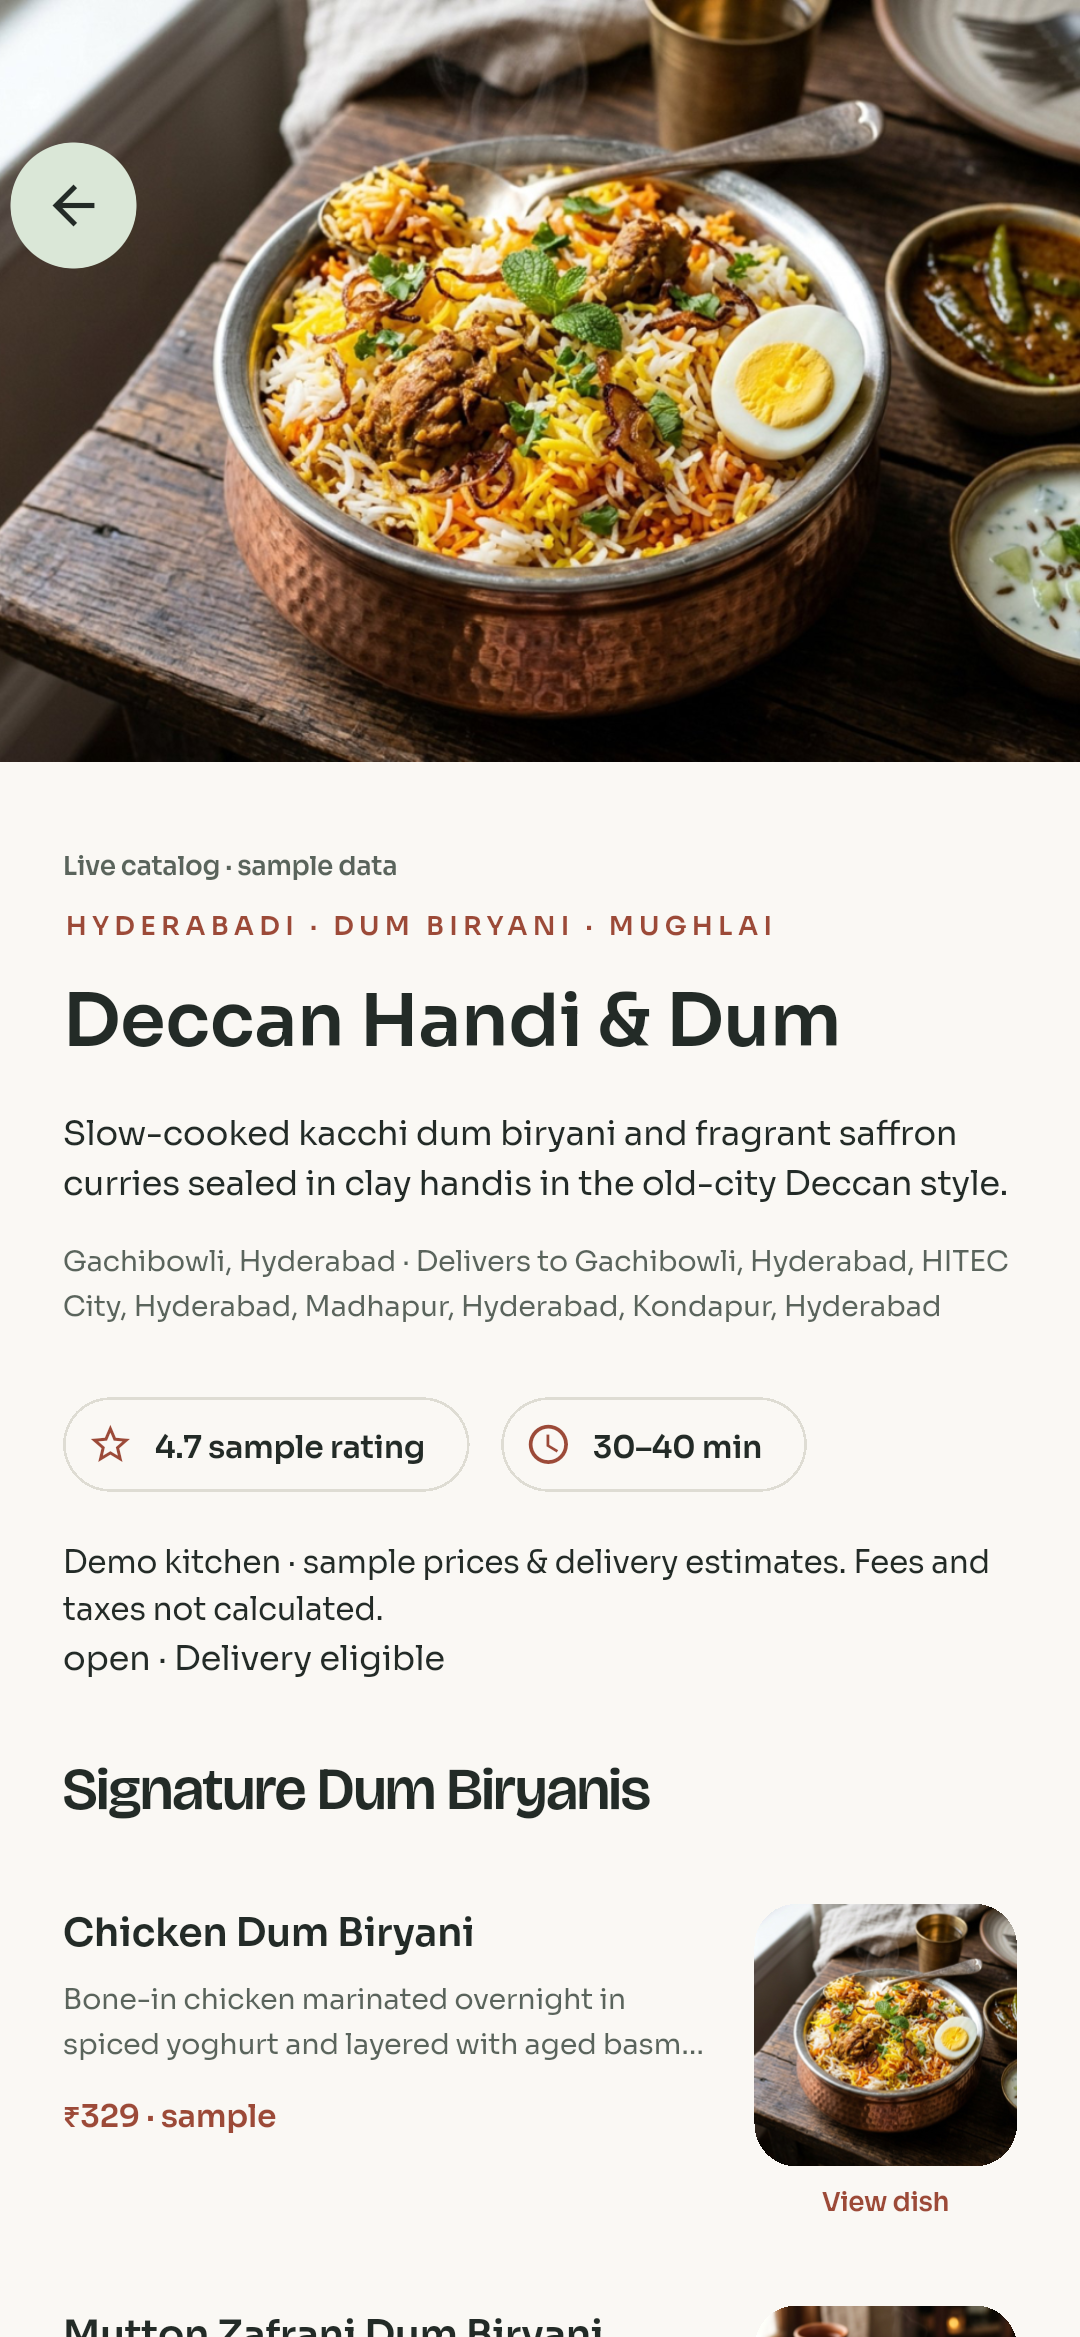 Live catalog · sample data
HYDERABADI · DUM BIRYANI · MUGHLAI
Deccan Handi & Dum
Slow-cooked kacchi dum biryani and fragrant saffron
curries sealed in clay handis in the old-city Deccan style.
Gachibowli, Hyderabad · Delivers to Gachibowli, Hyderabad, HITEC
City, Hyderabad, Madhapur, Hyderabad, Kondapur, Hyderabad
4.7 sample rating
30–40 min
Demo kitchen · sample prices & delivery estimates. Fees and
taxes not calculated.
open · Delivery eligible
Signature Dum Biryanis
Chicken Dum Biryani
Bone-in chicken marinated overnight in
spiced yoghurt and layered with aged basm...
₹329 · sample
View dish
Mutton Zafrani Dum Biryani